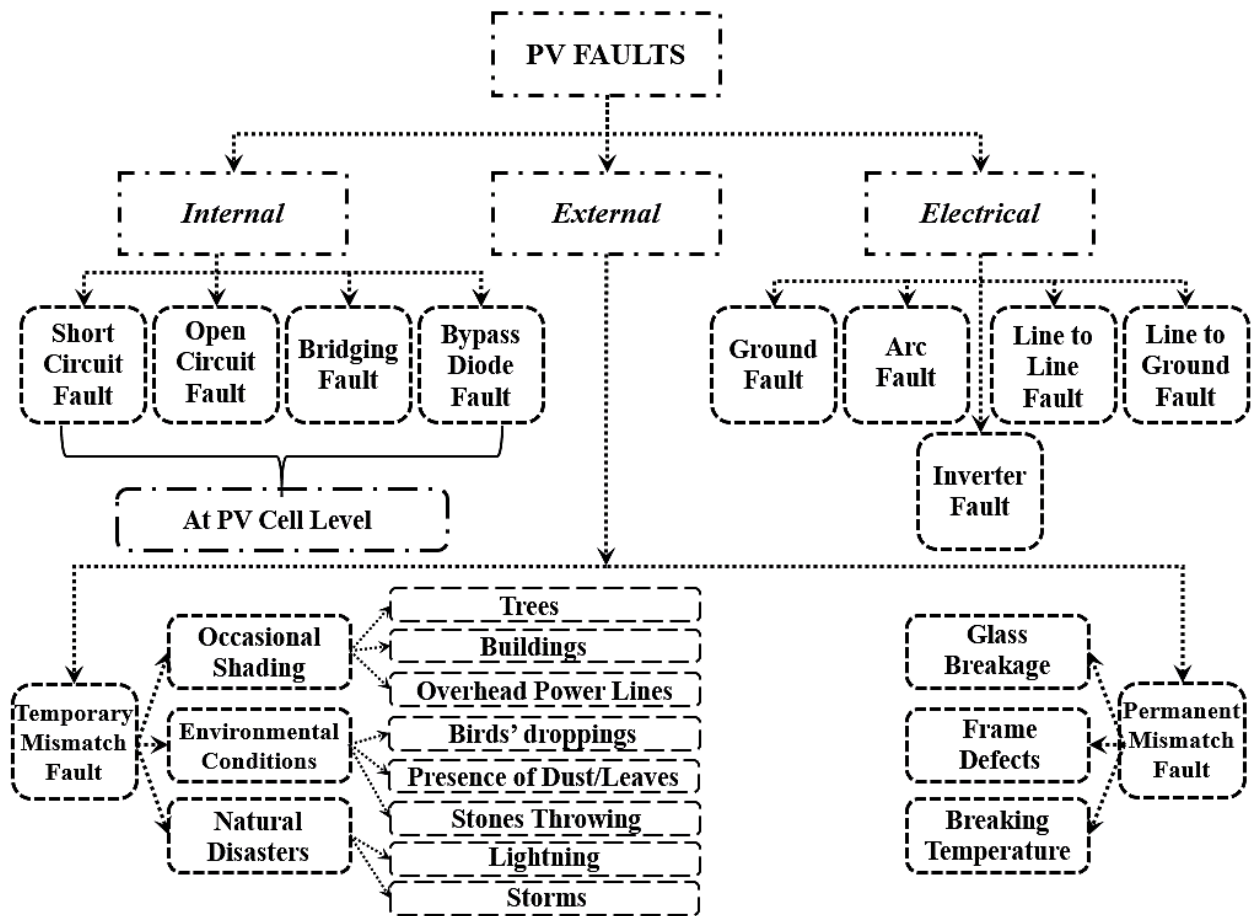 PV FAULTS
Internal
External
Electrical
Short
Circuit
Fault
Open
Circuit
Fault
Bridging
Fault
Bypass
Diode
Fault
Ground
Fault
Arc
Fault
Line to
Line
Fault
Line to
Ground
Fault
Inverter
Fault
At PV Cell Level
Temporary
Mismatch
Fault
Occasional
Shading
Environmental
Conditions
Natural
Disasters
Trees
Buildings
Overhead Power Lines
Birds’ droppings
Presence of Dust/Leaves
Stones Throwing
Lightning
Storms
Glass
Breakage
Frame
Defects
Breaking
Temperature
Permanent
Mismatch
Fault